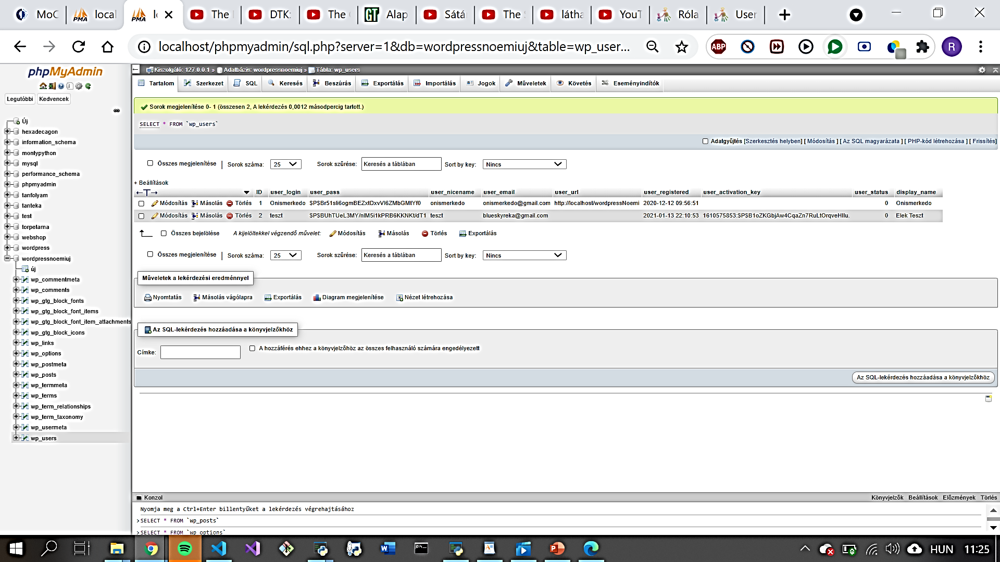 MoC
local
The
DTK:
The
Alap
Sátá
The
látha
YouT
Róla
User
localhost/phpmyadmin/sql.php?server=1&db=wordpressnoemiuj&table=wp_user...
ABP
R
phpMyAdmin
Legutóbbi Kedvencek
Új
hexadecagon
information_schema
montypython
mysql
performance_schema
phpmyadmin
tanfolyam
tanteka
test
torpetarna
webshop
wordpress
wordpressnoemiuj
új
wp_commentmeta
wp_comments
wp_gtg_block_fonts
wp_gtg_block_font_items
wp_gtg_block_font_item_attachments
wp_gtg_block_icons
wp_links
wp_options
wp_postmeta
wp_posts
wp_termmeta
wp_terms
wp_term_relationships
wp_term_taxonomy
wp_usermeta
wp_users
Kiszolgáló: 127.0.0.1 » Adatbázis: wordpressnoemiuj » Tábla: wp_users
Tartalom Szerkezet SQL Keresés Beszúrás Exportálás Importálás Jogok Műveletek Követés Eseményindítók
Sorok megjelenítése 0- 1 (összesen 2, A lekérdezés 0,0012 másodpercig tartott.)
SELECT * FROM `wp_users`
Adatgyűjtés [Szerkesztés helyben] [ Módosítás ] [ Az SQL magyarázata ] [ PHP-kód létrehozása ] [ Frissítés]
Összes megjelenítése Sorok száma: 25 Sorok szűrése: Keresés a táblában Sort by key: Nincs
+ Beállítások
←T→ ID user_login user_pass user_nicename user_email user_url user_registered user_activation_key user_status display_name
Módosítás Másolás Törlés 1 Onismerkedo onismerkedo onismerkedo@gmail.com http://localhost/wordpressNoemi 2020-12-12 09:56:51 0 Onismerkedo
Módosítás Másolás Törlés 2 teszt teszt blueskyreka@gmail.com 2021-01-13 22:10:53 0 Elek Teszt
Összes bejelölése A kijelöltekkel végzendő művelet: Módosítás Másolás Törlés Exportálás
Összes megjelenítése Sorok száma: 25 Sorok szűrése: Keresés a táblában Sort by key: Nincs
Műveletek a lekérdezési eredménnyel
Nyomtatás Másolás vágólapra Exportálás Diagram megjelenítése Nézet létrehozása
Az SQL-lekérdezés hozzáadása a könyvjelzőkhöz
Címke: A hozzáférés ehhez a könyvjelzőhöz az összes felhasználó számára engedélyezett
Az SQL-lekérdezés hozzáadása a könyvjelzőkhöz
Konzol Könyvjelzők Beállítások Előzmények Törlés
Nyomja meg a Ctrl+Enter billentyűket a lekérdezés végrehajtásához
>SELECT * FROM `wp_posts`
>SELECT * FROM `wp_options`
HUN 11:25